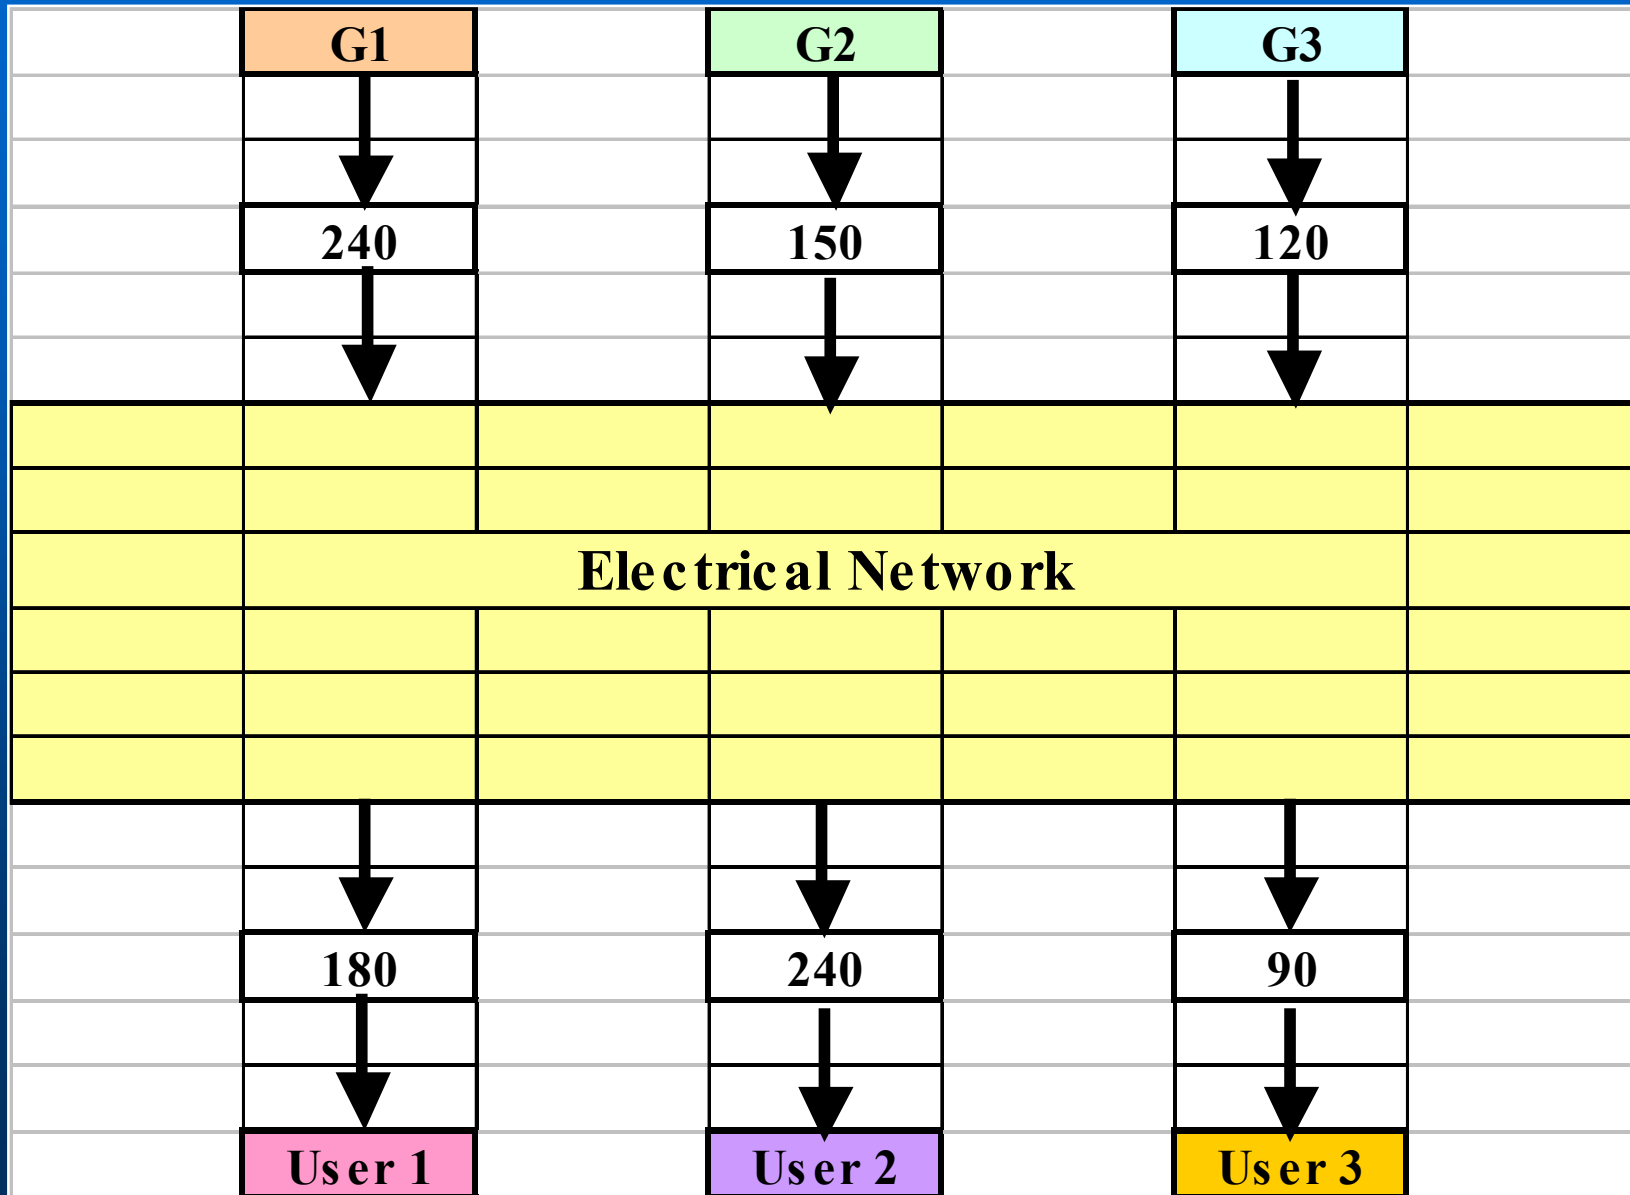 G1 G2 G3
240 150 120
Electrical Network
180 240 90
User 1 User 2 User 3